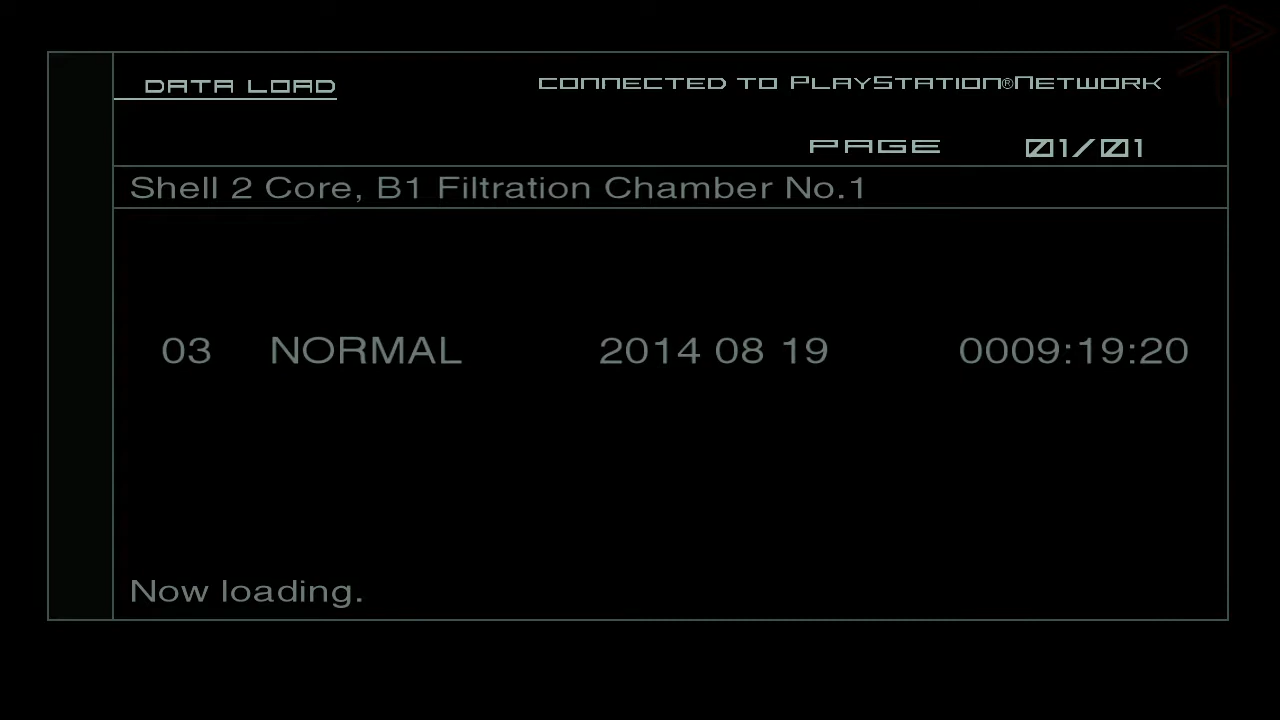 DATA LOAD
CONNECTED TO PLAYSTATION®NETWORK
PAGE 01/01
Shell 2 Core, B1 Filtration Chamber No.1
03 NORMAL 2014 08 19 0009:19:20
Now loading.